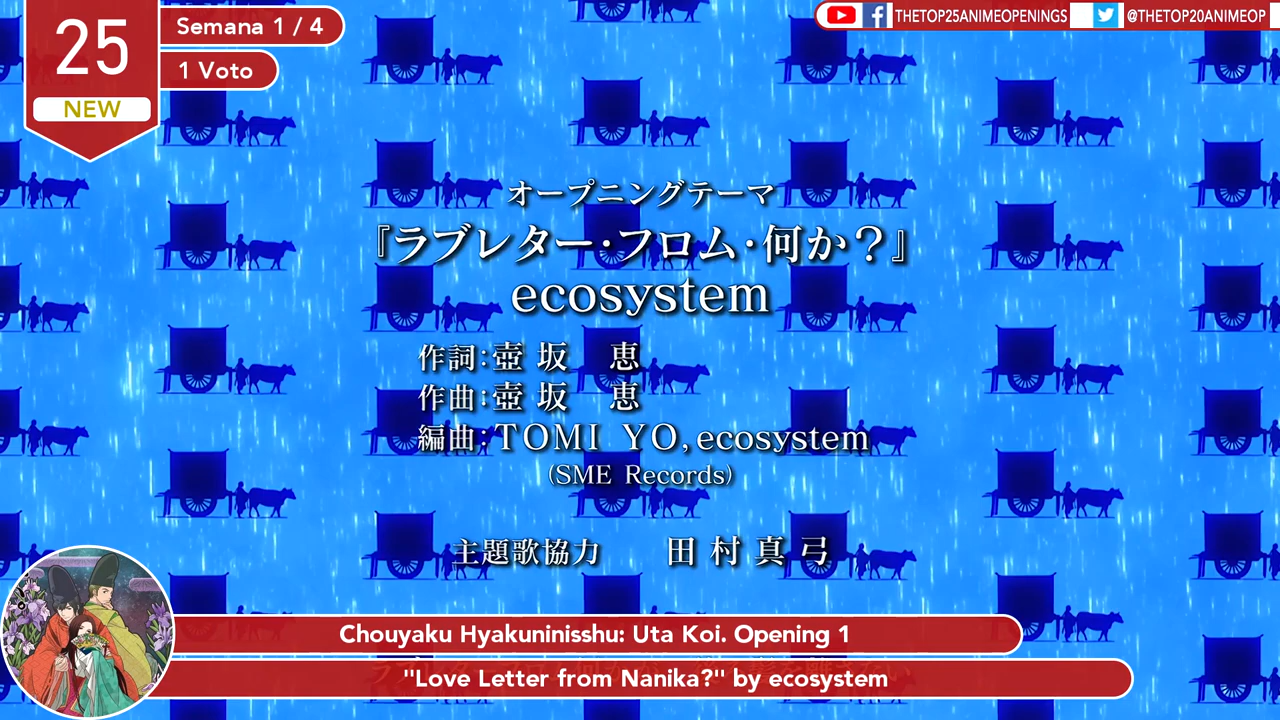 25
NEW
Semana 1 / 4
1 Voto
THETOP25ANIMEOPENINGS
@THETOP20ANIMEOP
オープニングテーマ
『ラブレター・フロム・何か？』
ecosystem
作詞：壺坂　恵
作曲：壺坂　恵
編曲：TOMI YO, ecosystem
(SME Records)
主題歌協力　田村真弓
Chouyaku Hyakuninisshu: Uta Koi. Opening 1
"Love Letter from Nanika?" by ecosystem